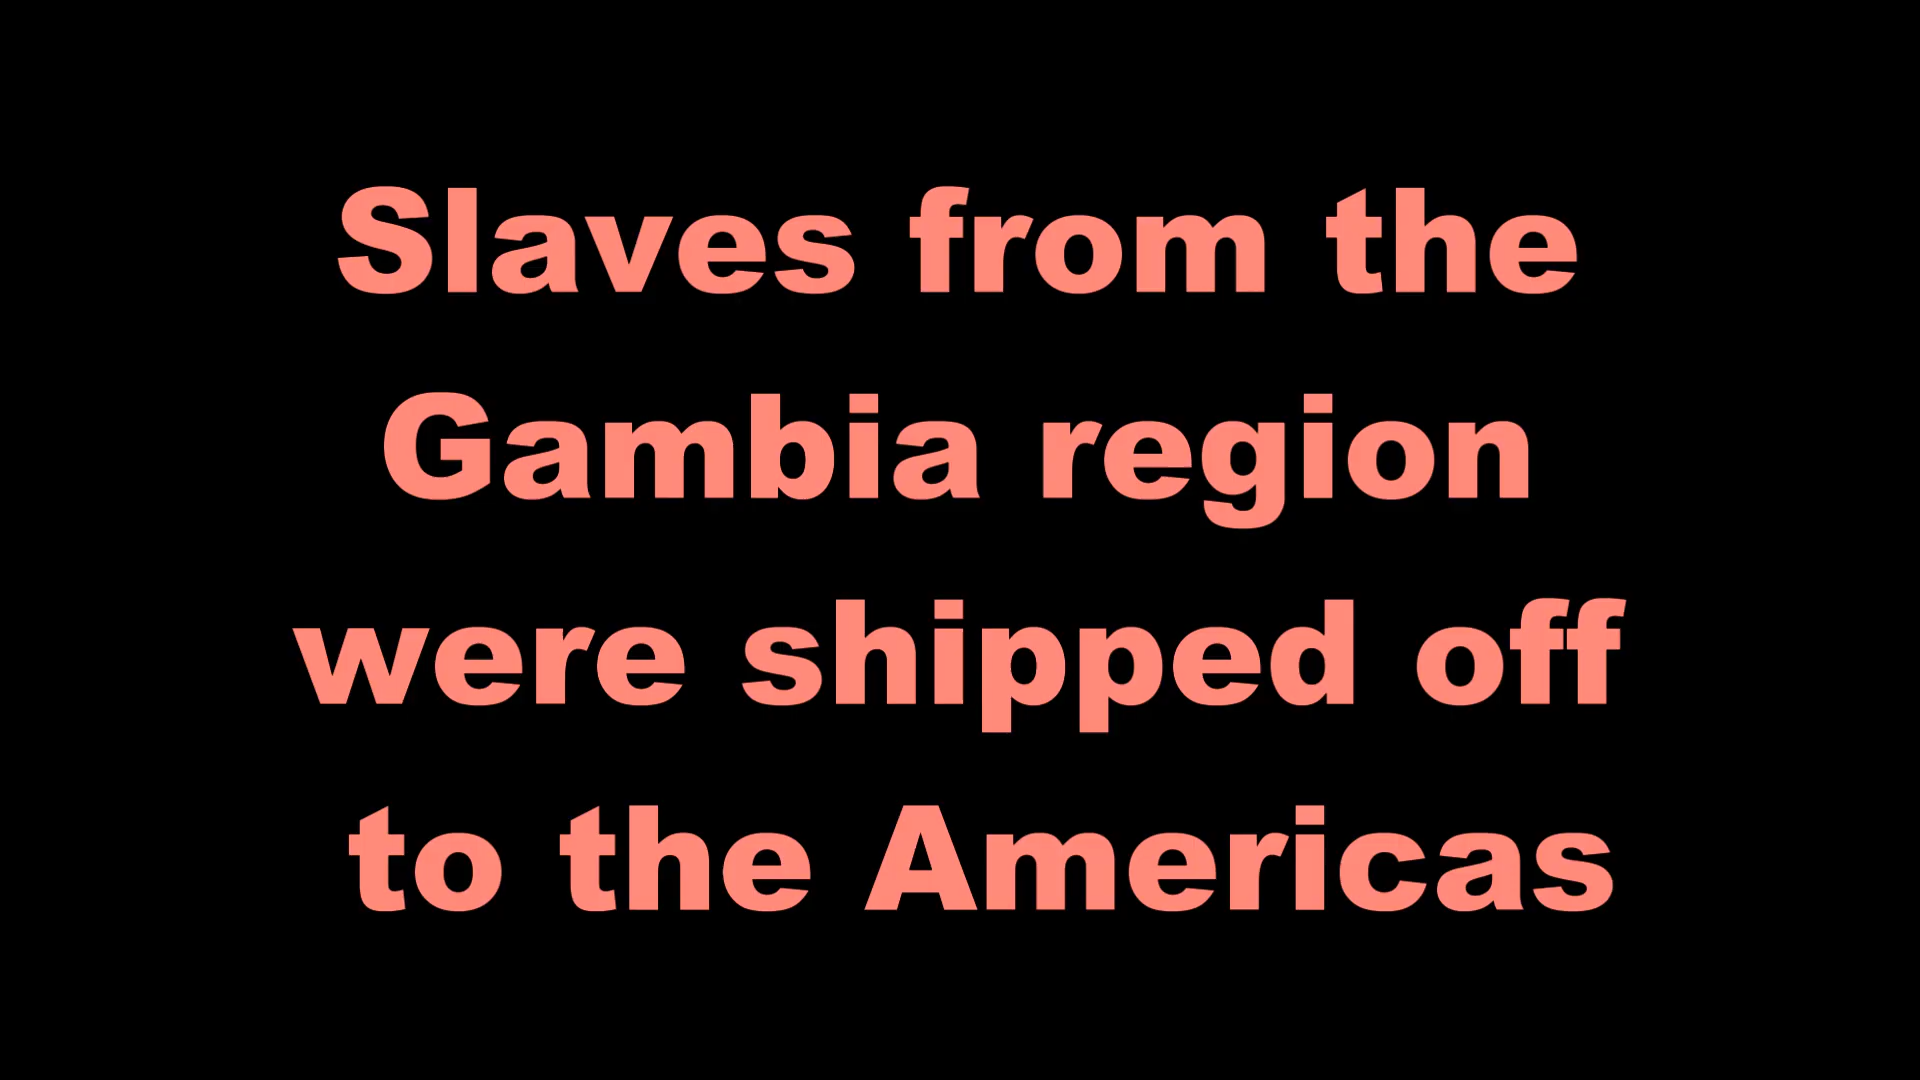 Slaves from the
Gambia region
were shipped off
to the Americas